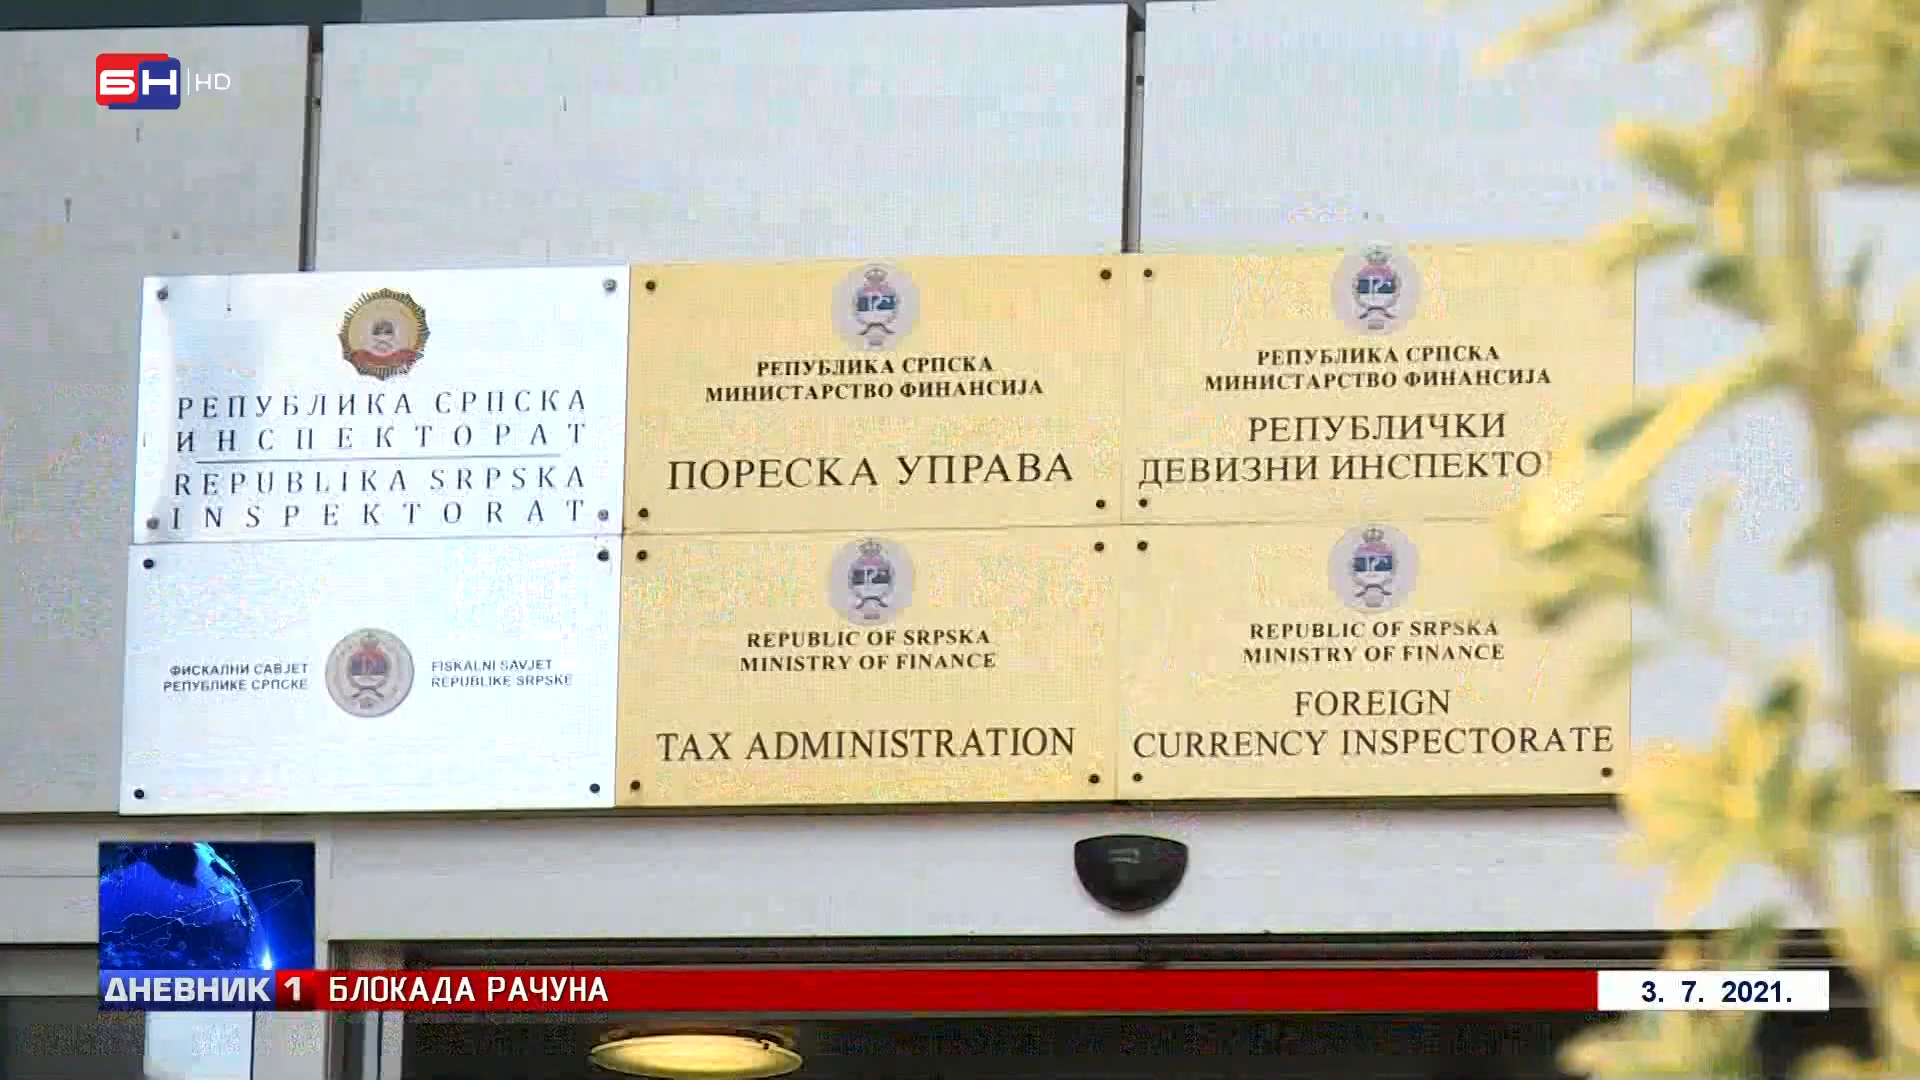 БН HD
РЕПУБЛИКА СРПСКА
ИНСПЕКТОРАТ
REPUBLIKA SRPSKA
INSPEKTORAT
РЕПУБЛИКА СРПСКА
МИНИСТАРСТВО ФИНАНСИЈА
ПОРЕСКА УПРАВА
РЕПУБЛИКА СРПСКА
МИНИСТАРСТВО ФИНАНСИЈА
РЕПУБЛИЧКИ
ДЕВИЗНИ
ФИСКАЛНИ САВЈЕТ
РЕПУБЛИКЕ СРПСКЕ
FISKALNI SAVJET
REPUBLIKE SRPSKE
REPUBLIC OF SRPSKA
MINISTRY OF FINANCE
TAX ADMINISTRATION
REPUBLIC OF SRPSKA
MINISTRY OF FINANCE
FOREIGN
CURRENCY INSPECTORATE
ДНЕВНИК 1 БЛОКАДА РАЧУНА
3. 7. 2021.